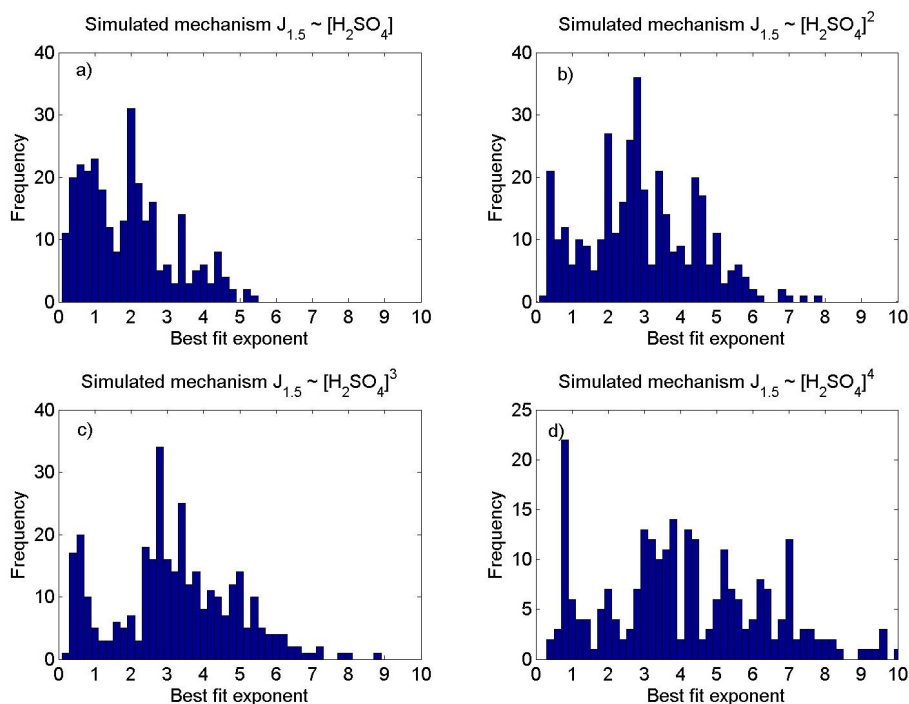 Simulated mechanism J1.5 ~ [H2SO4]
a)
40
30
20
10
0
Frequency
0 1 2 3 4 5 6 7 8 9 10
Best fit exponent
Simulated mechanism J1.5 ~ [H2SO4]2
b)
40
30
20
10
0
Frequency
0 1 2 3 4 5 6 7 8 9 10
Best fit exponent
Simulated mechanism J1.5 ~ [H2SO4]3
c)
40
30
20
10
0
Frequency
0 1 2 3 4 5 6 7 8 9 10
Best fit exponent
Simulated mechanism J1.5 ~ [H2SO4]4
d)
25
20
15
10
5
0
Frequency
0 1 2 3 4 5 6 7 8 9 10
Best fit exponent